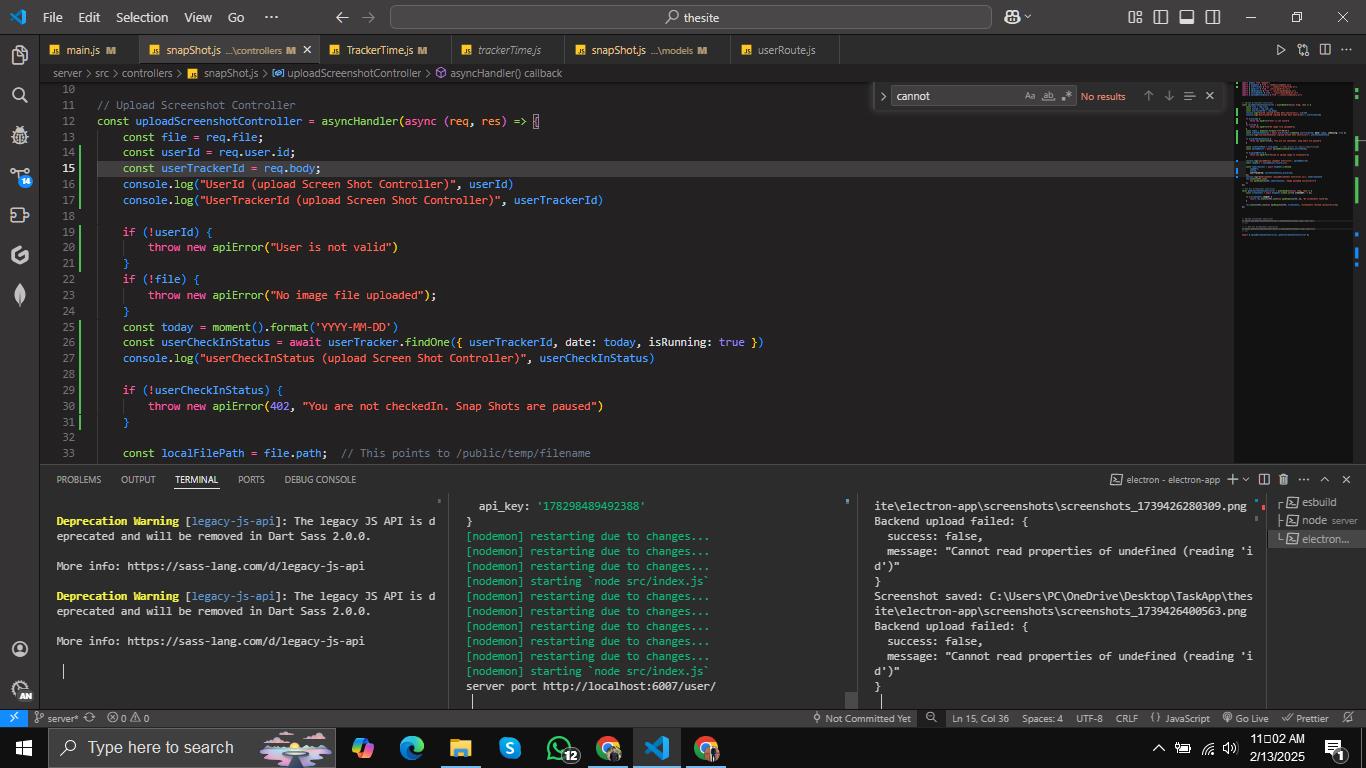 File Edit Selection View Go ··· thesite
main.js M snapShot.js ...\controllers M TrackerTime.js M trackerTime.js snapShot.js ...\models M userRoute.js
server > src > controllers > snapShot.js > uploadScreenshotController > asyncHandler() callback
cannot Aa ab .* No results
10
11 // Upload Screenshot Controller
12 const uploadScreenshotController = asyncHandler(async (req, res) => {
13 const file = req.file;
14 const userId = req.user.id;
15 const userTrackerId = req.body;
16 console.log("UserId (upload Screen Shot Controller)", userId)
17 console.log("UserTrackerId (upload Screen Shot Controller)", userTrackerId)
18
19 if (!userId) {
20 throw new apiError("User is not valid")
21 }
22 if (!file) {
23 throw new apiError("No image file uploaded");
24 }
25 const today = moment().format('YYYY-MM-DD')
26 const userCheckInStatus = await userTracker.findOne({ userTrackerId, date: today, isRunning: true })
27 console.log("userCheckInStatus (upload Screen Shot Controller)", userCheckInStatus)
28
29 if (!userCheckInStatus) {
30 throw new apiError(402, "You are not checkedIn. Snap Shots are paused")
31 }
32
33 const localFilePath = file.path; // This points to /public/temp/filename
14
PROBLEMS OUTPUT TERMINAL PORTS DEBUG CONSOLE electron - electron-app
Deprecation Warning [legacy-js-api]: The legacy JS API is d
eprecated and will be removed in Dart Sass 2.0.0.
More info: https://sass-lang.com/d/legacy-js-api
Deprecation Warning [legacy-js-api]: The legacy JS API is d
eprecated and will be removed in Dart Sass 2.0.0.
More info: https://sass-lang.com/d/legacy-js-api
api_key: '178298489492388'
}
[nodemon] restarting due to changes...
[nodemon] restarting due to changes...
[nodemon] restarting due to changes...
[nodemon] starting `node src/index.js`
[nodemon] restarting due to changes...
[nodemon] restarting due to changes...
[nodemon] restarting due to changes...
[nodemon] restarting due to changes...
[nodemon] restarting due to changes...
[nodemon] starting `node src/index.js`
server port http://localhost:6007/user/
ite\electron-app\screenshots\screenshots_1739426280309.png
Backend upload failed: {
success: false,
message: "Cannot read properties of undefined (reading 'i
d')"
}
Screenshot saved: C:\Users\PC\OneDrive\Desktop\TaskApp\thes
ite\electron-app\screenshots\screenshots_1739426400563.png
Backend upload failed: {
success: false,
message: "Cannot read properties of undefined (reading 'i
d')"
}
esbuild
node server
electron...
AN
server* 0 0 Not Committed Yet Ln 15, Col 36 Spaces: 4 UTF-8 CRLF {} JavaScript Go Live Prettier
Type here to search 12 11□02 AM
2/13/2025 1